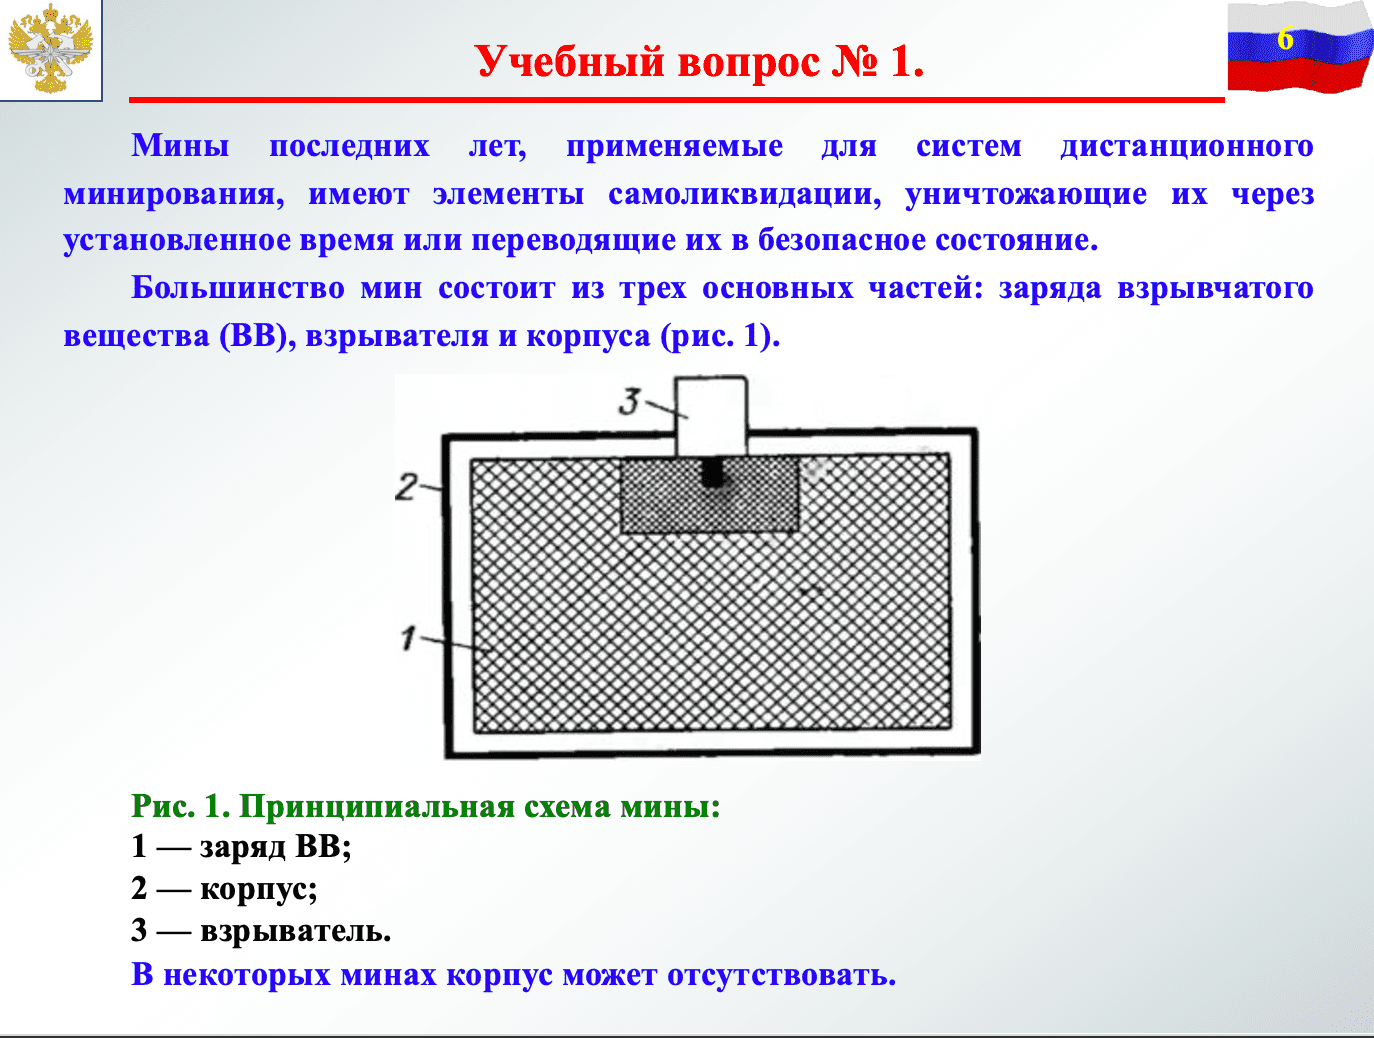 6
Учебный вопрос № 1.
Мины последних лет, применяемые для систем дистанционного
минирования, имеют элементы самоликвидации, уничтожающие их через
установленное время или переводящие их в безопасное состояние.
Большинство мин состоит из трех основных частей: заряда взрывчатого
вещества (ВВ), взрывателя и корпуса (рис. 1).
3
2
1
Рис. 1. Принципиальная схема мины:
1 — заряд ВВ;
2 — корпус;
3 — взрыватель.
В некоторых минах корпус может отсутствовать.